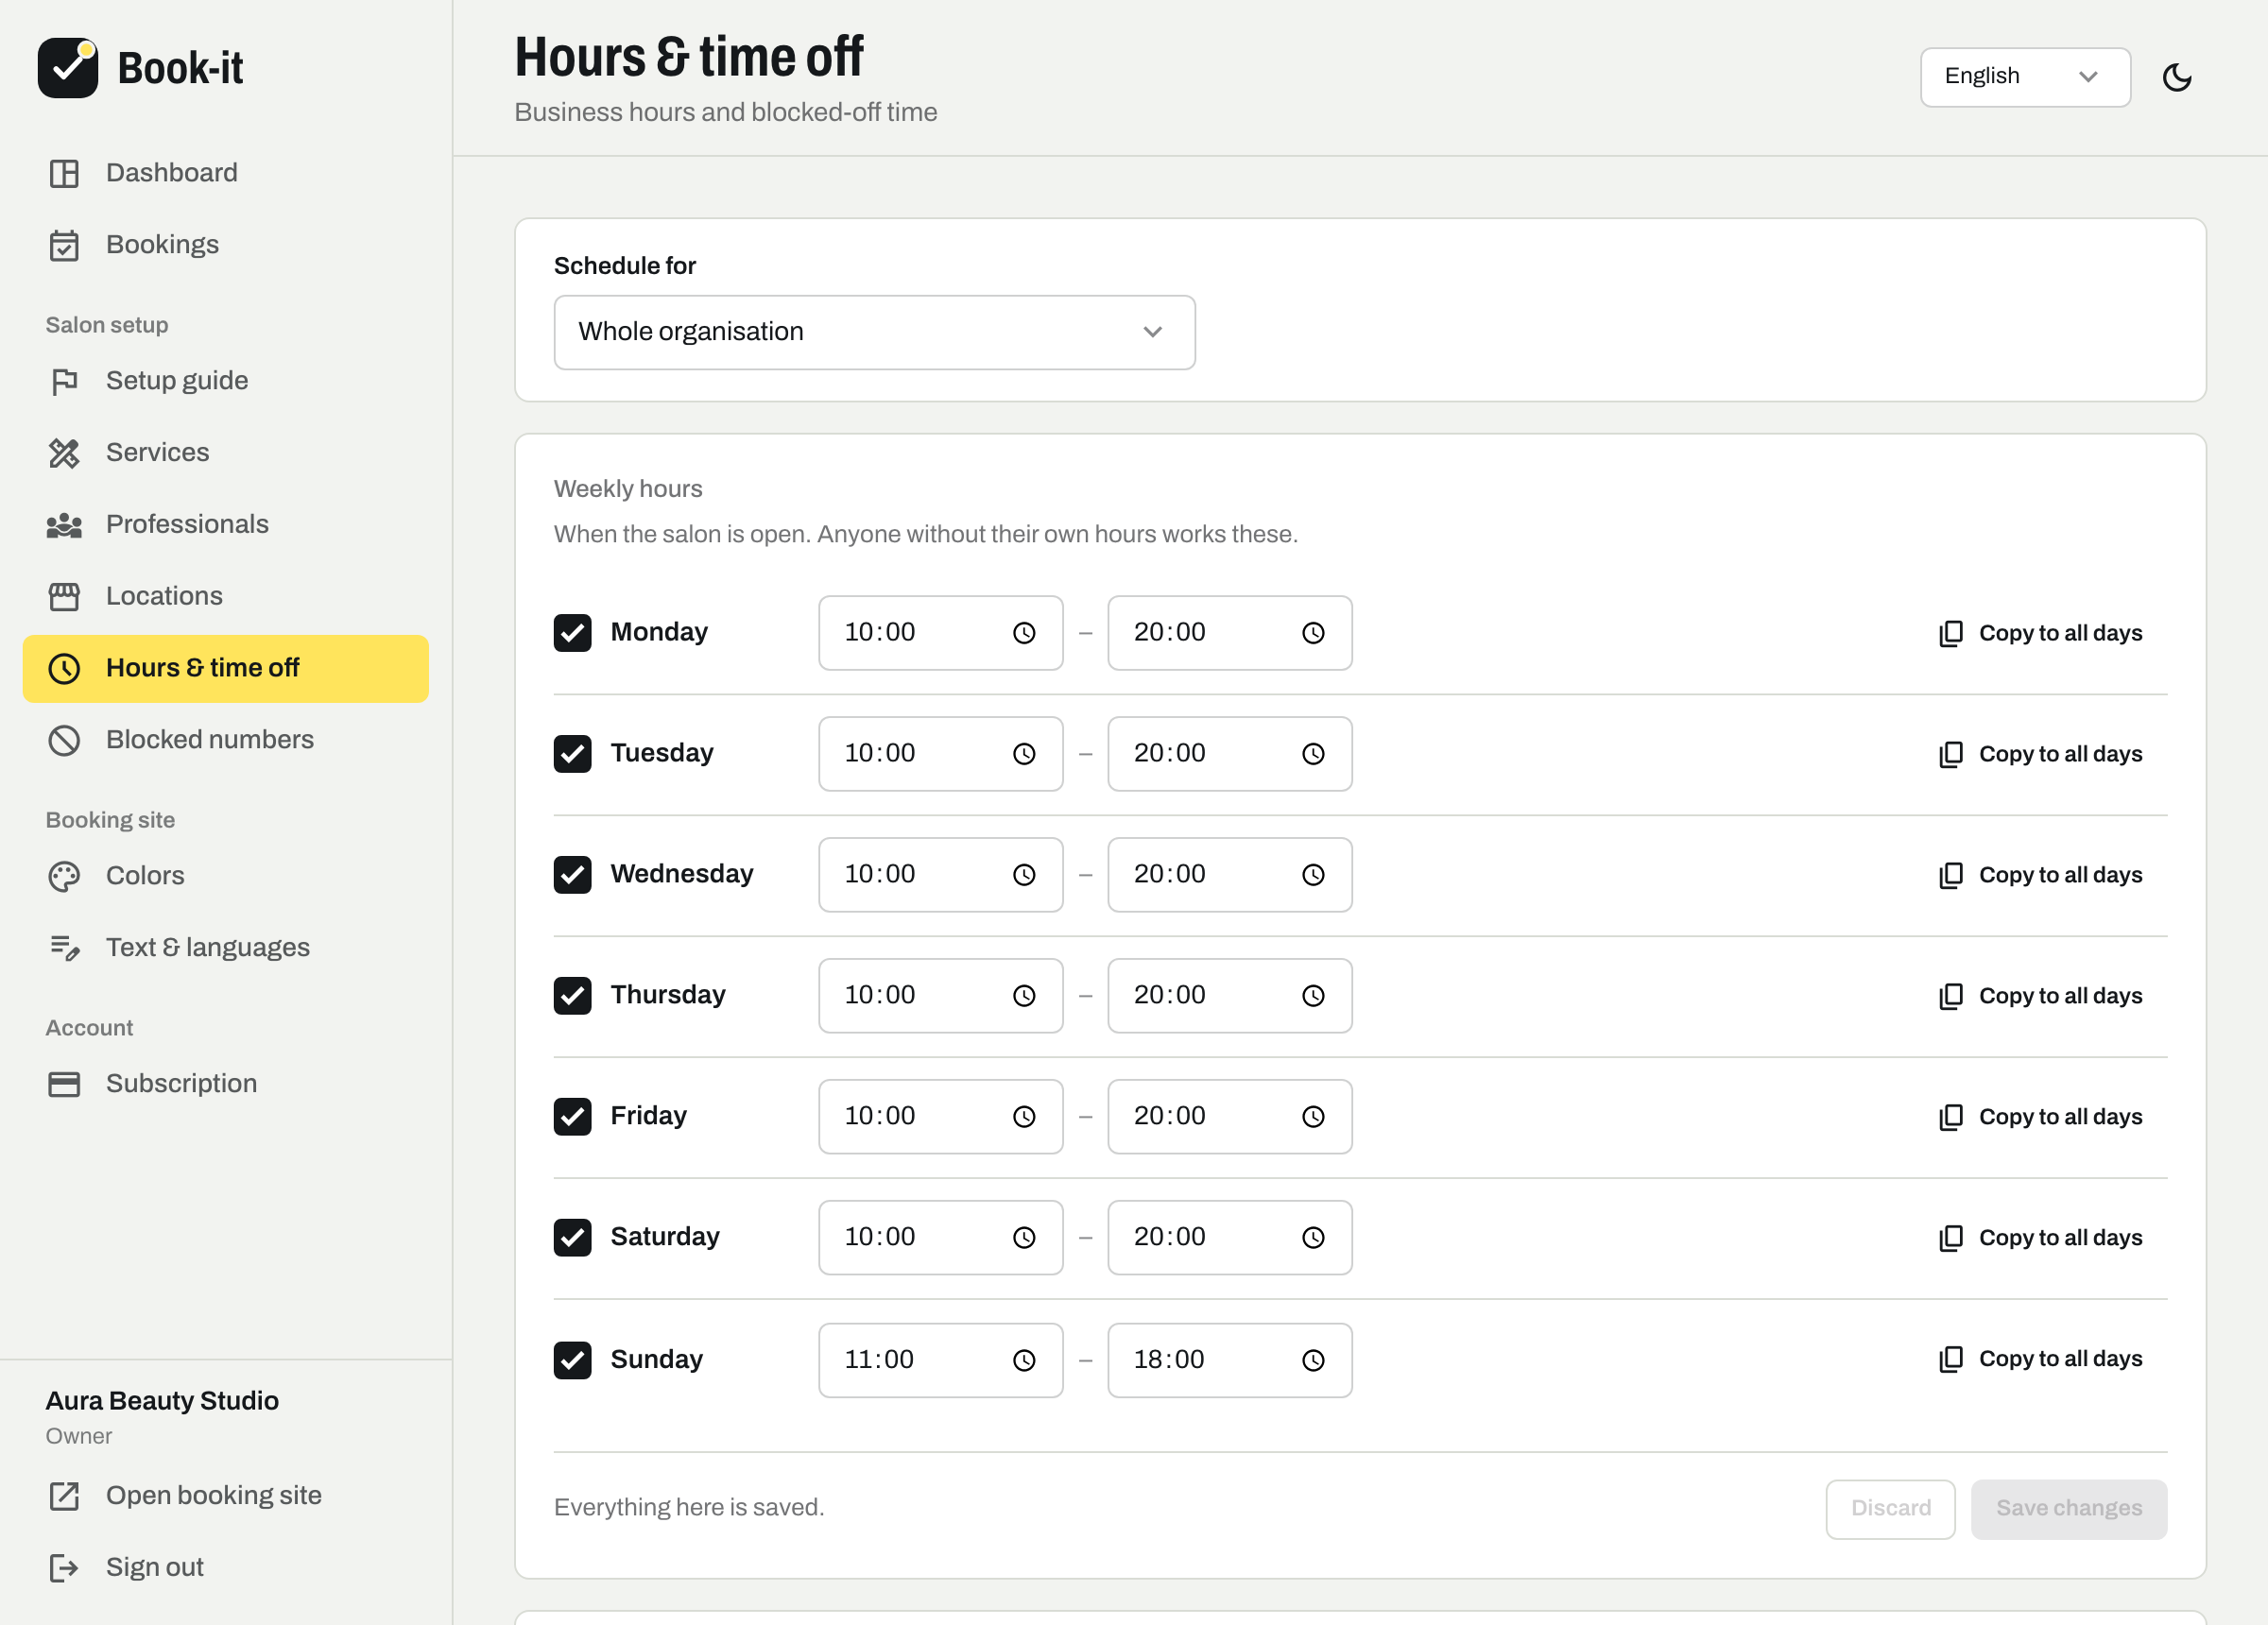 Book-it
Dashboard
Bookings
Salon setup
Setup guide
Services
Professionals
Locations
Hours & time off
Blocked numbers
Booking site
Colors
Text & languages
Account
Subscription
Aura Beauty Studio
Owner
Open booking site
Sign out
Hours & time off
Business hours and blocked-off time
English
Schedule for
Whole organisation
Weekly hours
When the salon is open. Anyone without their own hours works these.
Monday 10:00 – 20:00 Copy to all days
Tuesday 10:00 – 20:00 Copy to all days
Wednesday 10:00 – 20:00 Copy to all days
Thursday 10:00 – 20:00 Copy to all days
Friday 10:00 – 20:00 Copy to all days
Saturday 10:00 – 20:00 Copy to all days
Sunday 11:00 – 18:00 Copy to all days
Everything here is saved. Discard Save changes